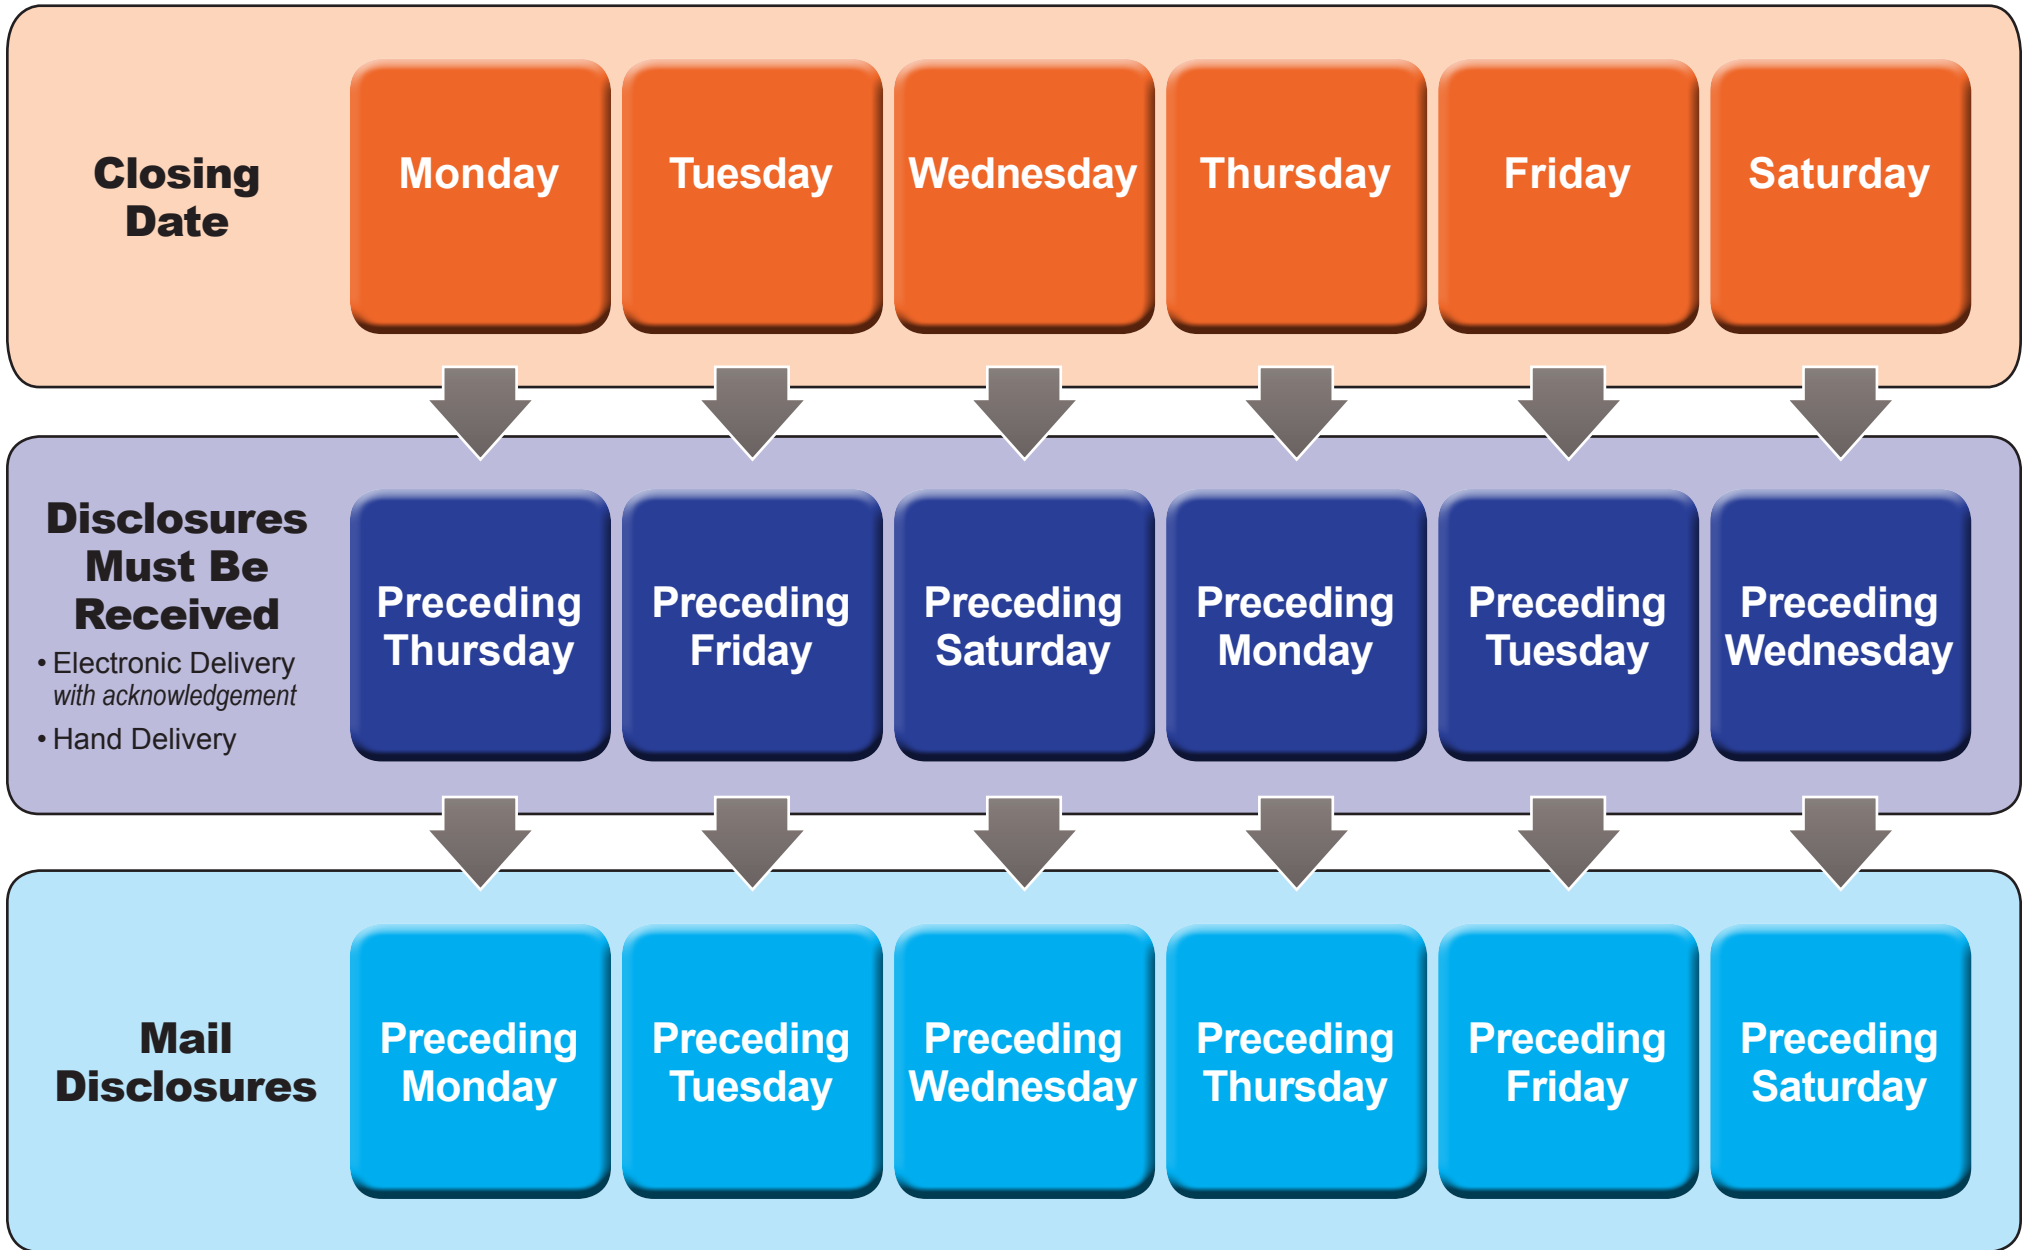 Closing
Date
Monday
Tuesday
Wednesday
Thursday
Friday
Saturday
Disclosures
Must Be
Received
• Electronic Delivery
with acknowledgement
• Hand Delivery
Preceding
Thursday
Preceding
Friday
Preceding
Saturday
Preceding
Monday
Preceding
Tuesday
Preceding
Wednesday
Mail
Disclosures
Preceding
Monday
Preceding
Tuesday
Preceding
Wednesday
Preceding
Thursday
Preceding
Friday
Preceding
Saturday